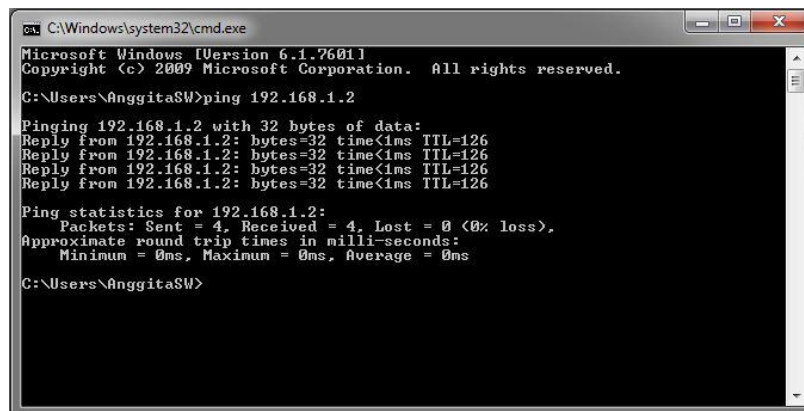 C:\Windows\system32\cmd.exe
Microsoft Windows [Version 6.1.7601]
Copyright (c) 2009 Microsoft Corporation.  All rights reserved.
C:\Users\AnggitaSW>ping 192.168.1.2
Pinging 192.168.1.2 with 32 bytes of data:
Reply from 192.168.1.2: bytes=32 time<1ms TTL=126
Reply from 192.168.1.2: bytes=32 time<1ms TTL=126
Reply from 192.168.1.2: bytes=32 time<1ms TTL=126
Reply from 192.168.1.2: bytes=32 time<1ms TTL=126
Ping statistics for 192.168.1.2:
    Packets: Sent = 4, Received = 4, Lost = 0 (0% loss),
Approximate round trip times in milli-seconds:
    Minimum = 0ms, Maximum = 0ms, Average = 0ms
C:\Users\AnggitaSW>